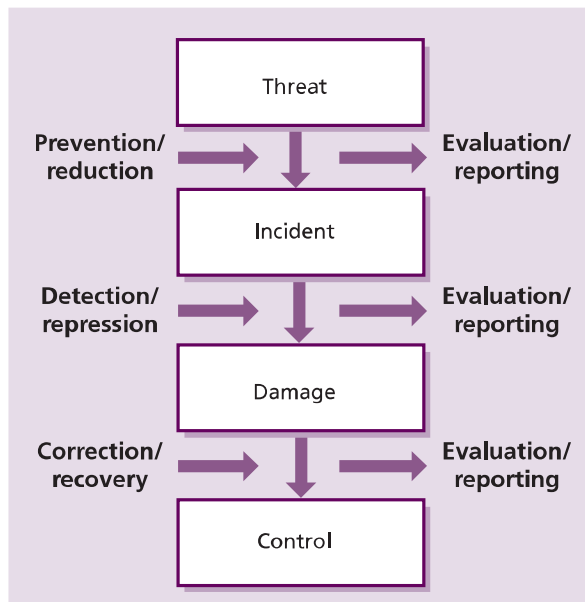 Threat
Prevention/
reduction
Evaluation/
reporting
Incident
Detection/
repression
Evaluation/
reporting
Damage
Correction/
recovery
Evaluation/
reporting
Control